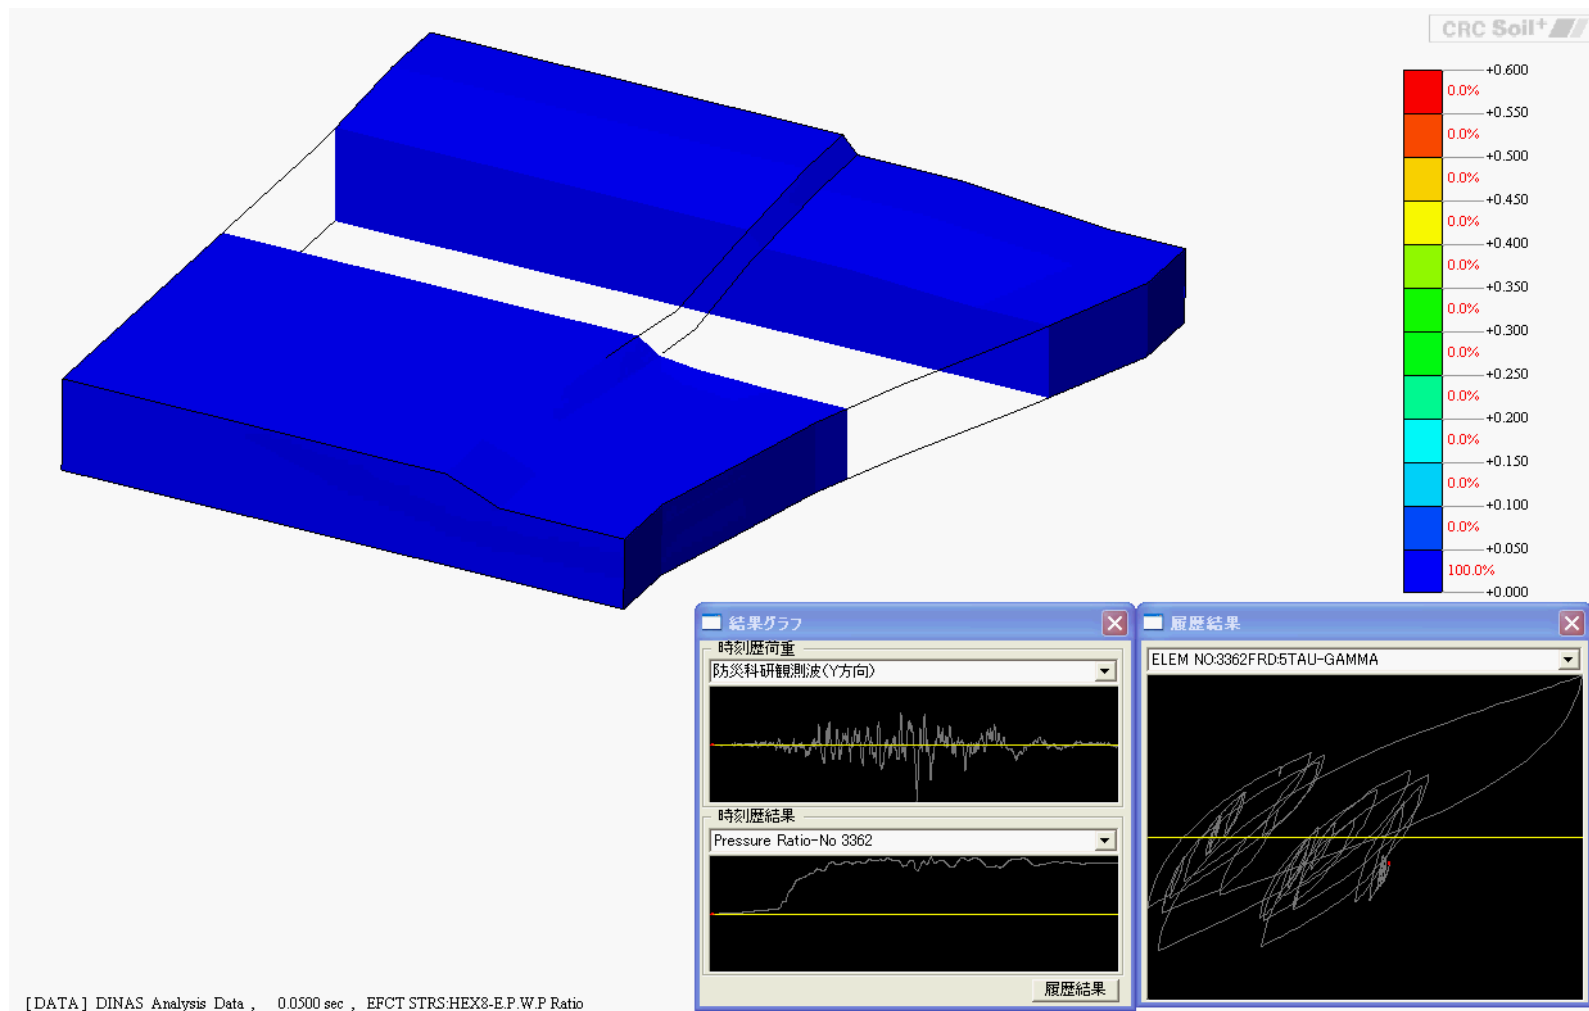 CRC Soil+
+0.600
0.0%
+0.550
0.0%
+0.500
0.0%
+0.450
0.0%
+0.400
0.0%
+0.350
0.0%
+0.300
0.0%
+0.250
0.0%
+0.200
0.0%
+0.150
0.0%
+0.100
0.0%
+0.050
100.0%
+0.000
結果グラフ
時刻歴荷重
防災科研観測波(Y方向)
時刻歴結果
Pressure Ratio-No 3362
履歴結果
履歴結果
ELEM NO:3362FRD:5TAU-GAMMA
[DATA] DINAS Analysis Data , 0.0500 sec , EFCT STRS:HEX8-E.P.W.P Ratio